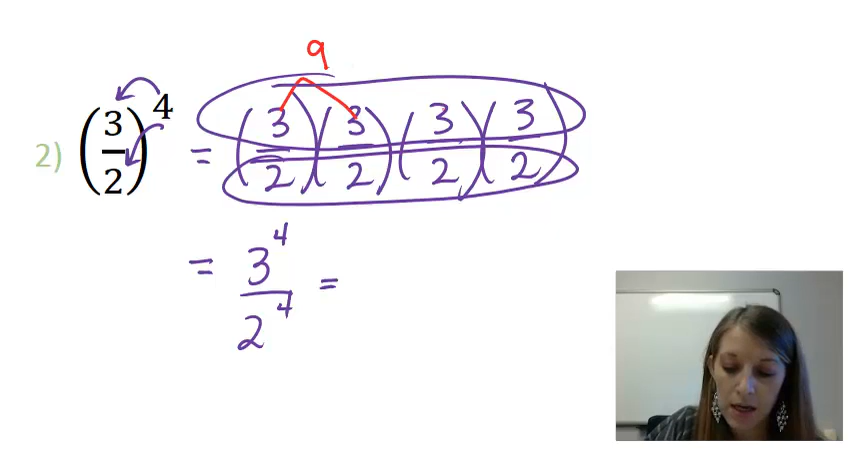 9
2) (3/2)^4 = (3/2)(3/2)(3/2)(3/2)
= 3^4/2^4 =